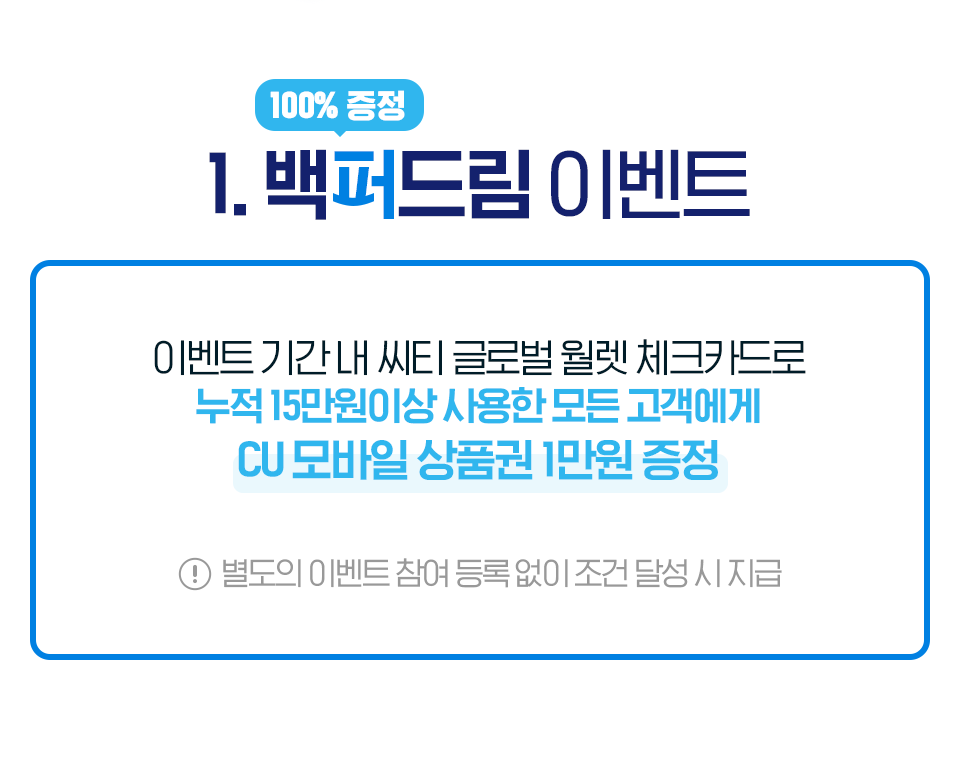 100% 증정
1. 백퍼드림 이벤트
이벤트 기간 내 씨티 글로벌 월렛 체크카드로
누적 15만원이상 사용한 모든 고객에게
CU 모바일 상품권 1만원 증정
별도의 이벤트 참여 등록 없이 조건 달성 시 지급